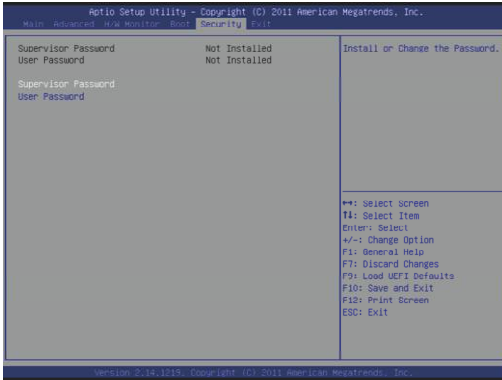 Aptio Setup Utility - Copyright (C) 2011 American Megatrends, Inc.
Main Advanced H/W Monitor Boot Security Exit
Supervisor Password Not Installed
User Password Not Installed
Supervisor Password
User Password
Install or Change the Password.
↔: Select Screen
↑↓: Select Item
Enter: Select
+/-: Change Option
F1: General Help
F7: Discard Changes
F9: Load UEFI Defaults
F10: Save and Exit
F12: Print Screen
ESC: Exit
Version 2.14.1219. Copyright (C) 2011 American Megatrends, Inc.